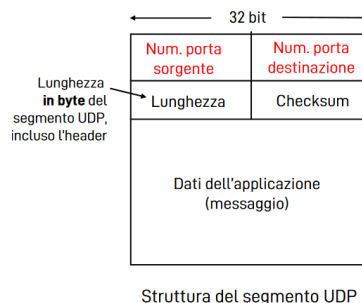 32 bit
Num. porta
sorgente
Num. porta
destinazione
Lunghezza
in byte del
segmento UDP,
incluso l'header
Lunghezza
Checksum
Dati dell'applicazione
(messaggio)
Struttura del segmento UDP